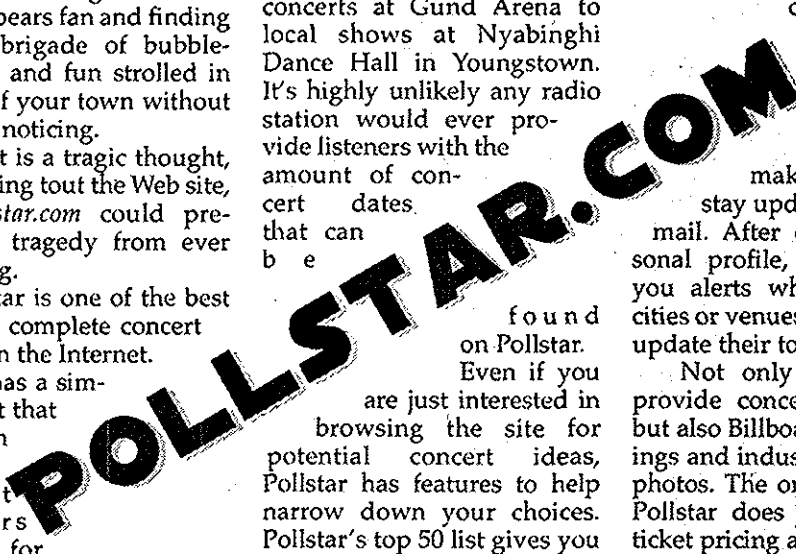 pears fan and finding
brigade of bubble-
and fun strolled in
f your town without
noticing.
t is a tragic thought,
ing tout the Web site,
star.com could pre-
tragedy from ever
g.
tar is one of the best
complete concert
n the Internet.
has a sim-
t that
n
t
r s
for
concerts at Gund Arena to
local shows at Nyabinghi
Dance Hall in Youngstown.
It's highly unlikely any radio
station would ever pro-
vide listeners with the
amount of con-
cert dates
that can
b e
found
on Pollstar.
Even if you
are just interested in
browsing the site for
potential concert ideas,
Pollstar has features to help
narrow down your choices.
Pollstar's top 50 list gives you
POLLSTAR.COM
mak
stay upd
mail. After
sonal profile,
you alerts wh
cities or venues
update their to
Not only
provide conce
but also Billboa
ings and indus
photos. The on
Pollstar does
ticket pricing a